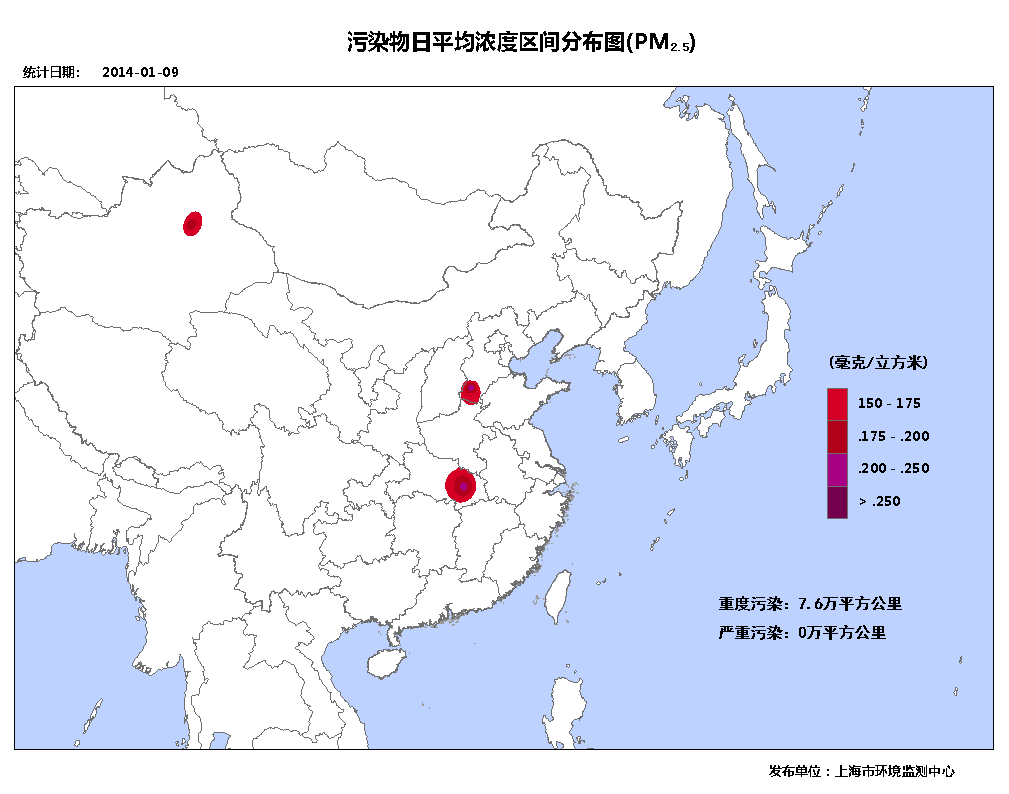 污染物日平均浓度区间分布图(PM2.5)
统计日期: 2014-01-09
(毫克/立方米)
150 - 175
.175 - .200
.200 - .250
> .250
重度污染: 7.6万平方公里
严重污染: 0万平方公里
发布单位：上海市环境监测中心